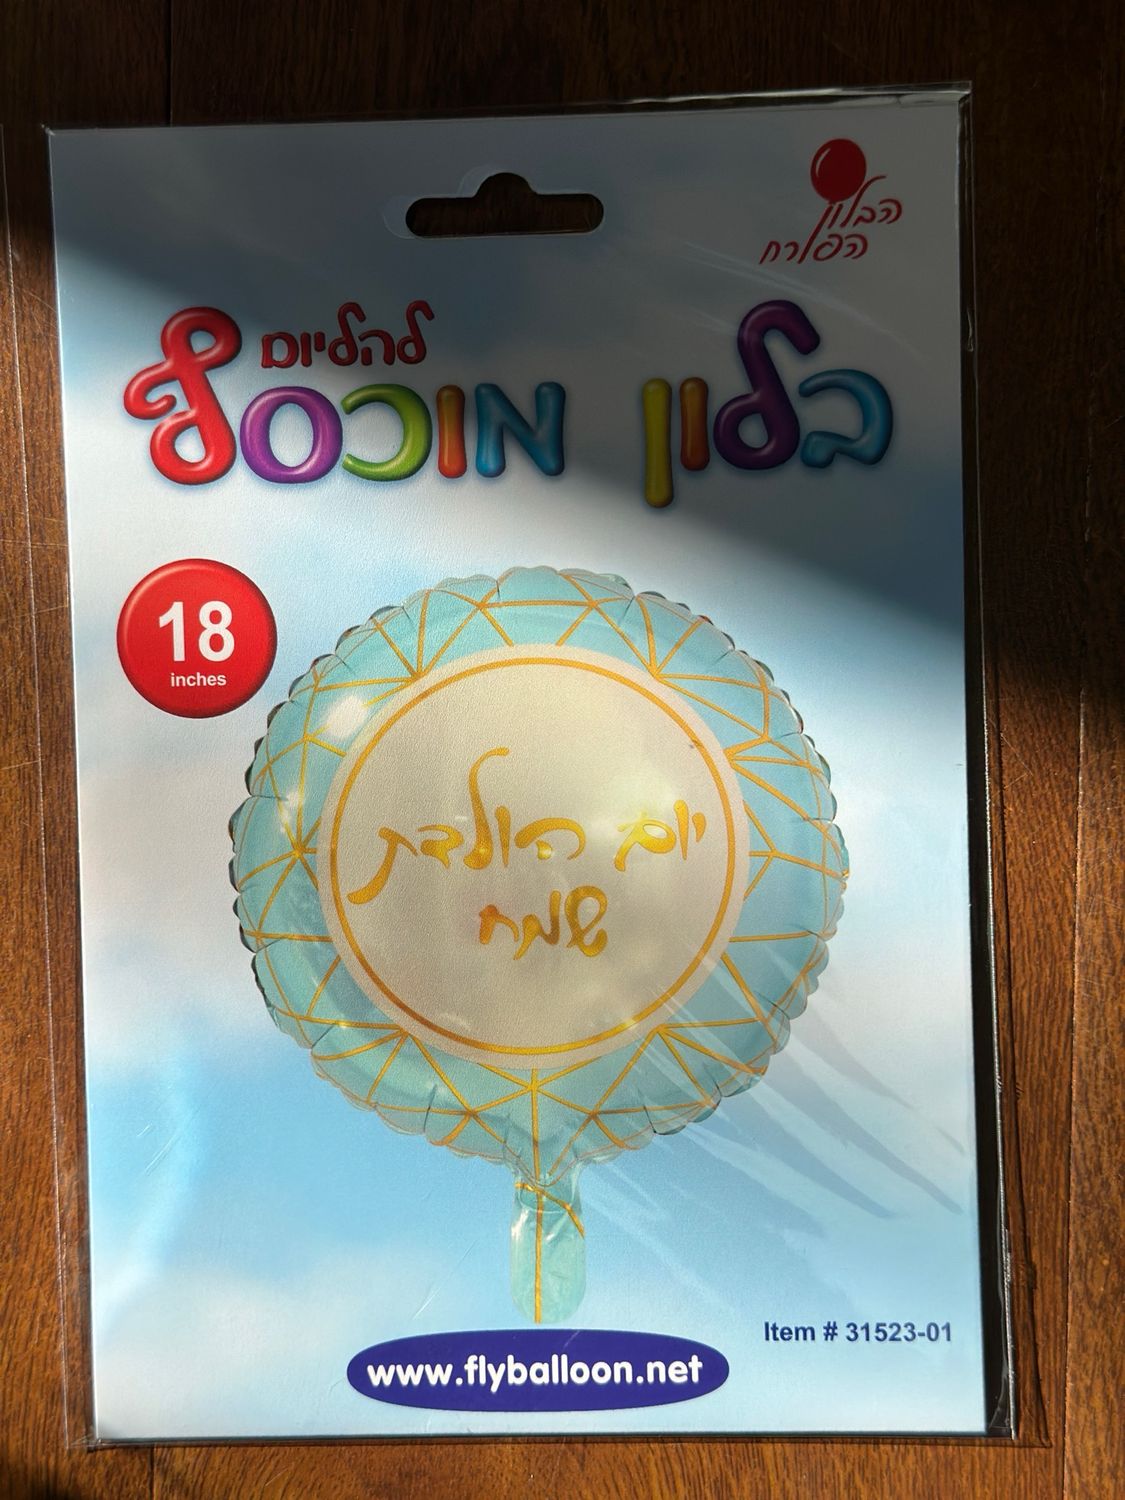 הבלון
הפורח
בלון מוכסף
להליום
18
inches
יום הולדת
שמח
Item # 31523-01
www.flyballoon.net